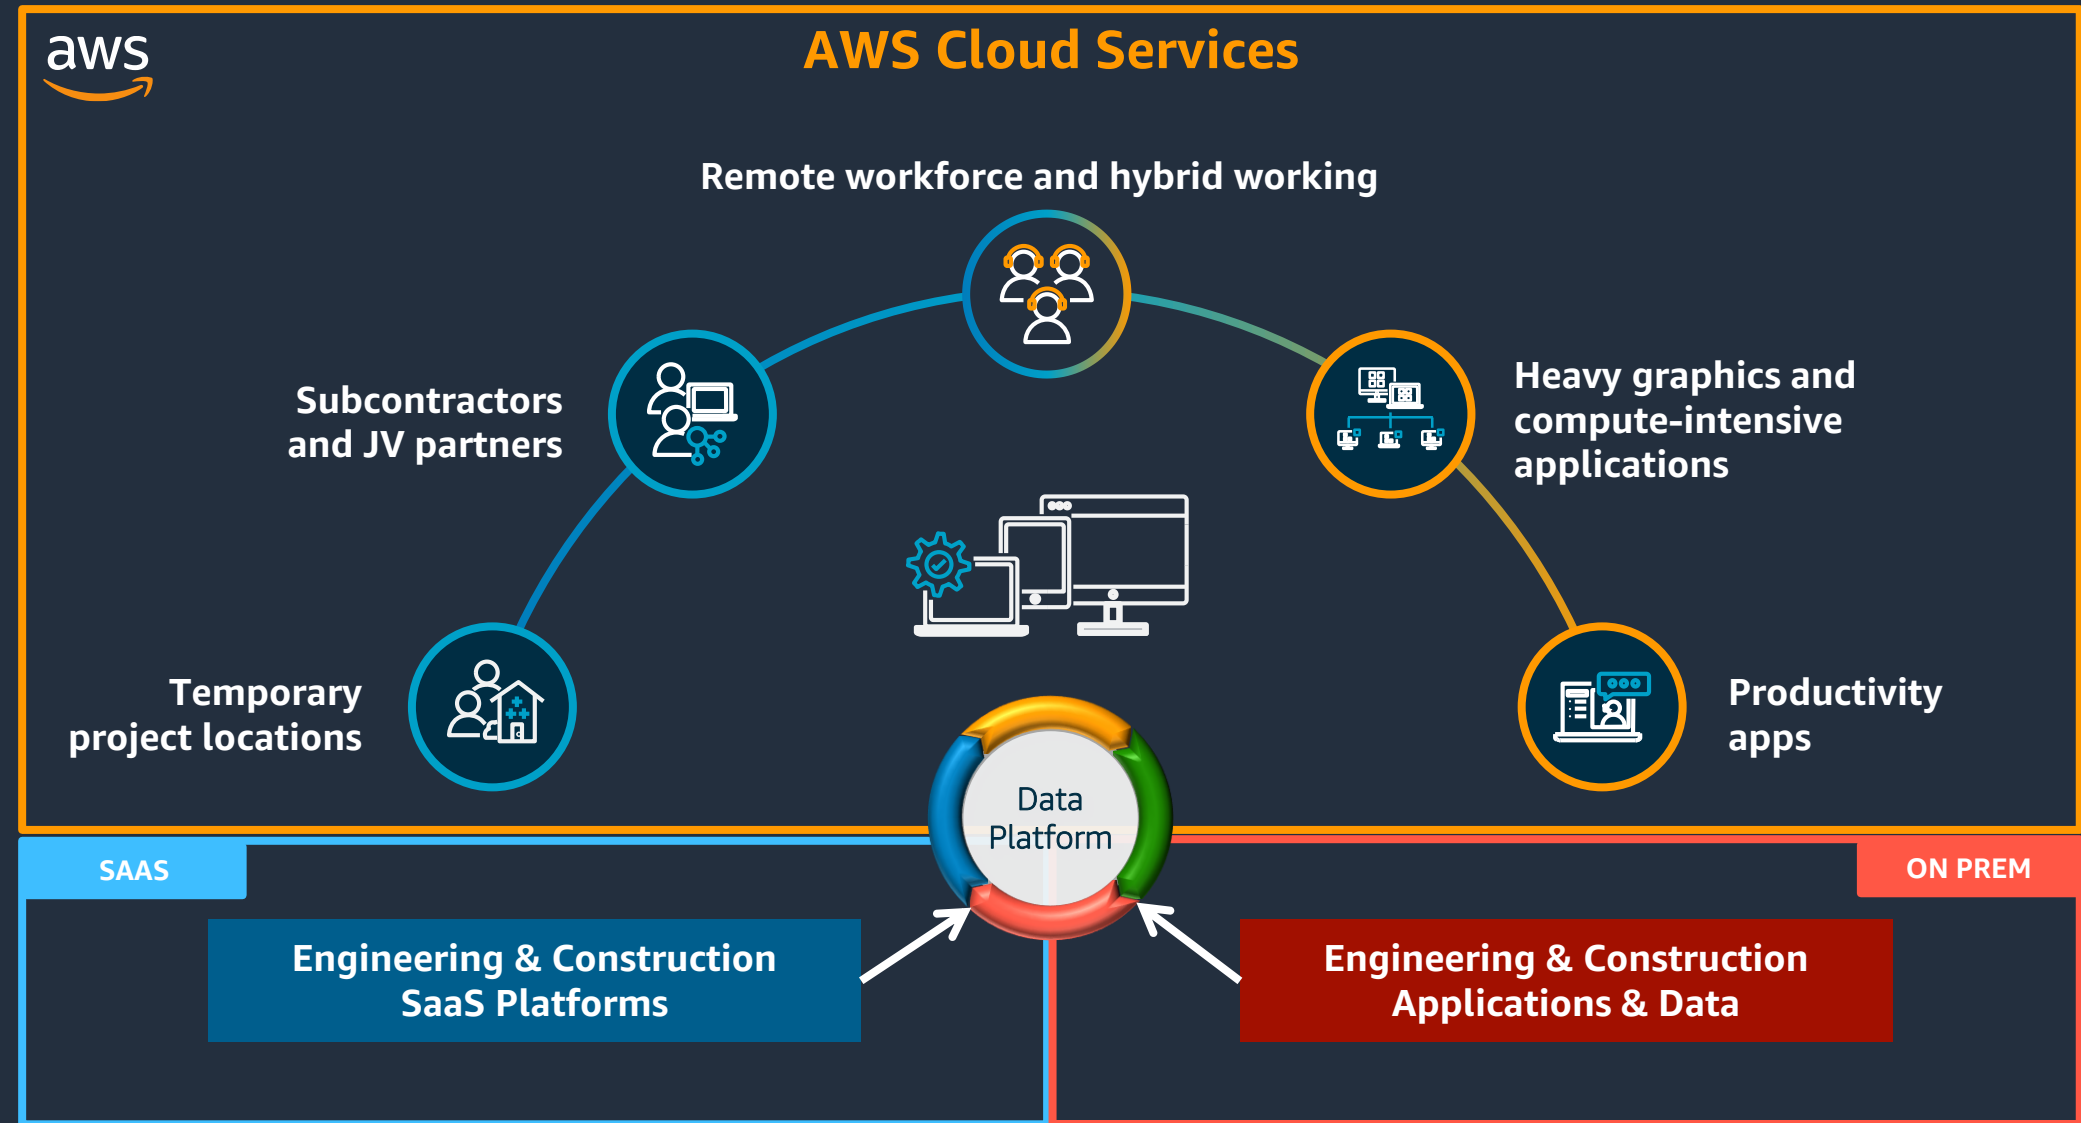 aws
AWS Cloud Services
Remote workforce and hybrid working
Subcontractors
and JV partners
Heavy graphics and
compute-intensive
applications
Temporary
project locations
Productivity
apps
Data
Platform
SAAS
ON PREM
Engineering & Construction
SaaS Platforms
Engineering & Construction
Applications & Data